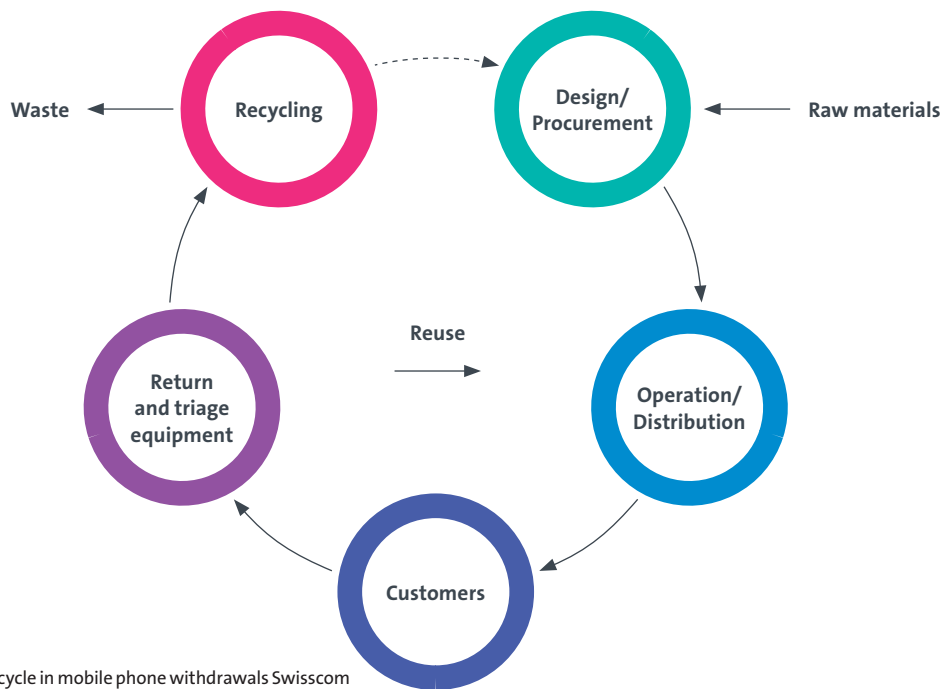 Waste
Recycling
Design/
Procurement
Raw materials
Reuse
Return
and triage
equipment
Operation/
Distribution
Customers
cycle in mobile phone withdrawals Swisscom